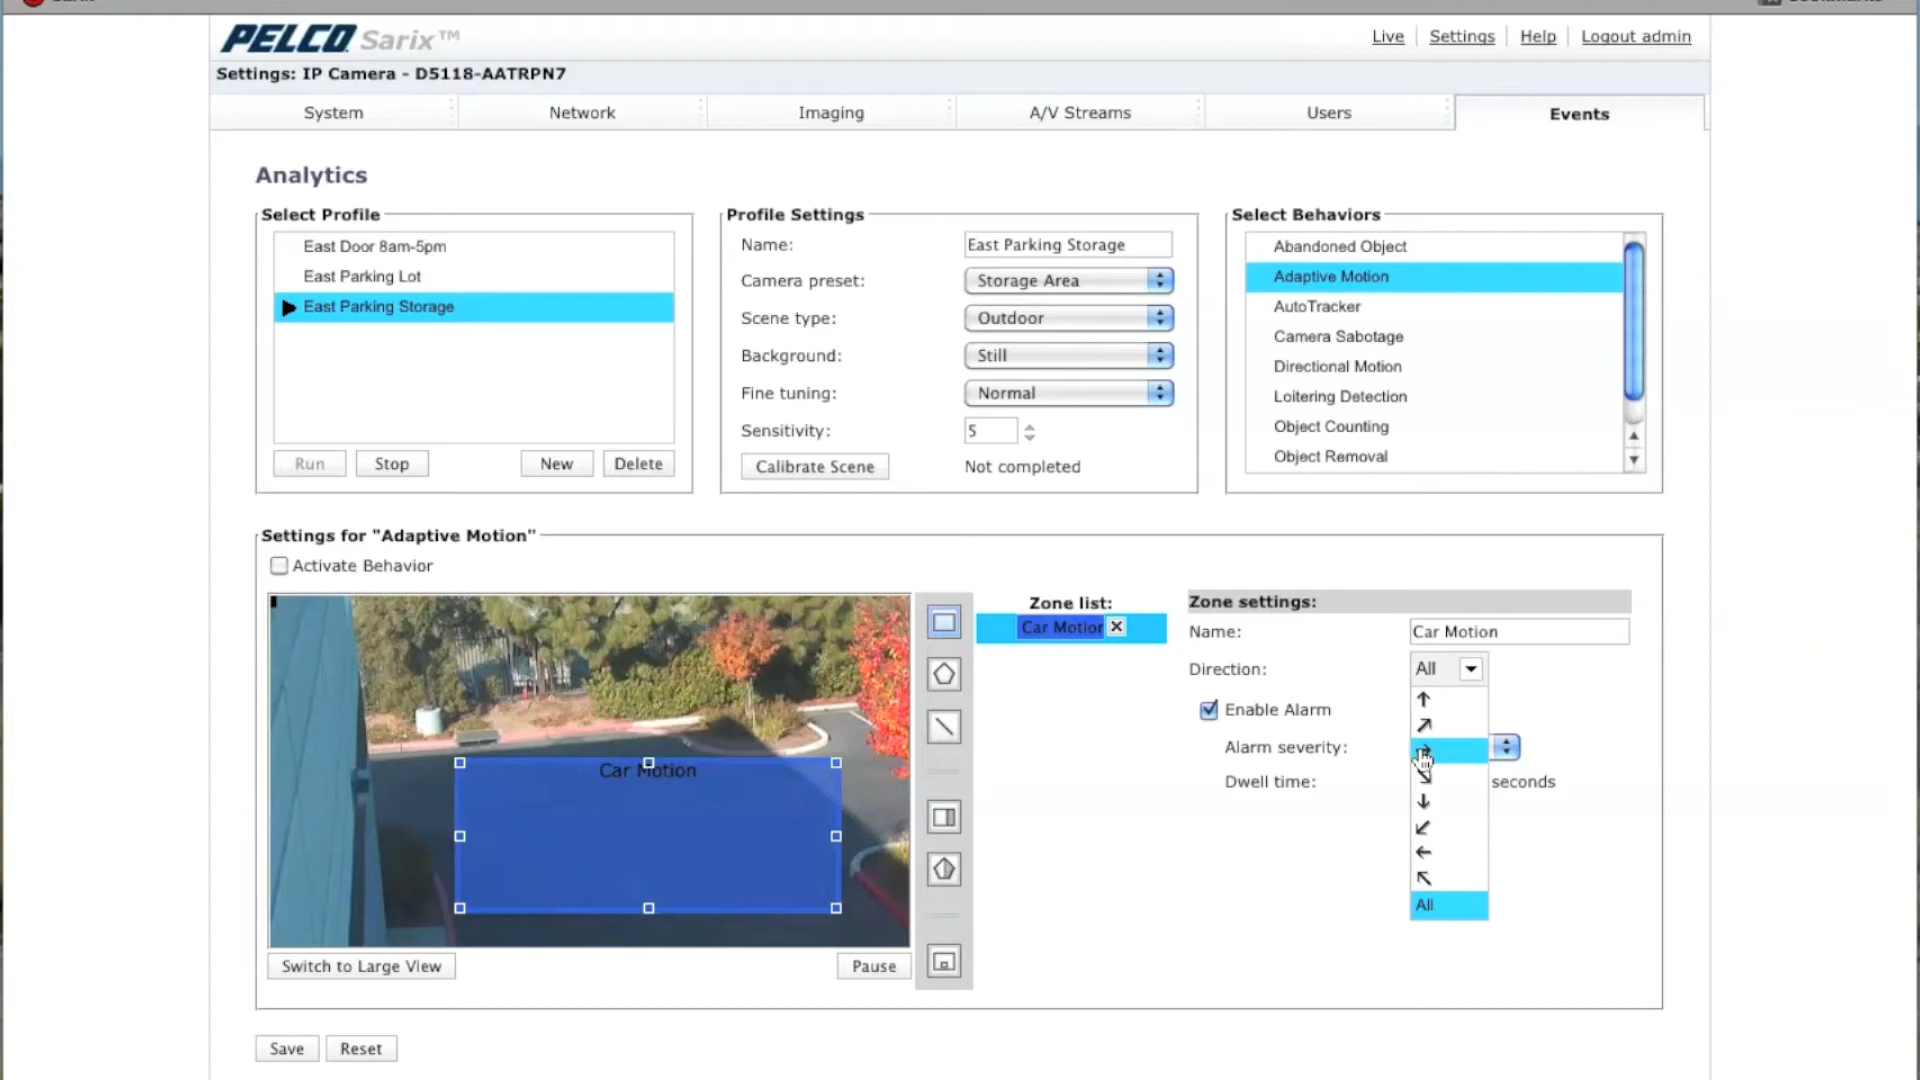 PELCO Sarix™
Live Settings Help Logout admin
Settings: IP Camera - D5118-AATRPN7
System Network Imaging A/V Streams Users Events
Analytics
Select Profile
East Door 8am-5pm
East Parking Lot
East Parking Storage
Run Stop New Delete
Profile Settings
Name: East Parking Storage
Camera preset: Storage Area
Scene type: Outdoor
Background: Still
Fine tuning: Normal
Sensitivity: 5
Calibrate Scene Not completed
Select Behaviors
Abandoned Object
Adaptive Motion
AutoTracker
Camera Sabotage
Directional Motion
Loitering Detection
Object Counting
Object Removal
Settings for "Adaptive Motion"
Activate Behavior
Car Motion
Switch to Large View Pause
Zone list:
Car Motion
Zone settings:
Name: Car Motion
Direction: All
Enable Alarm
Alarm severity:
Dwell time: seconds
All
Save Reset